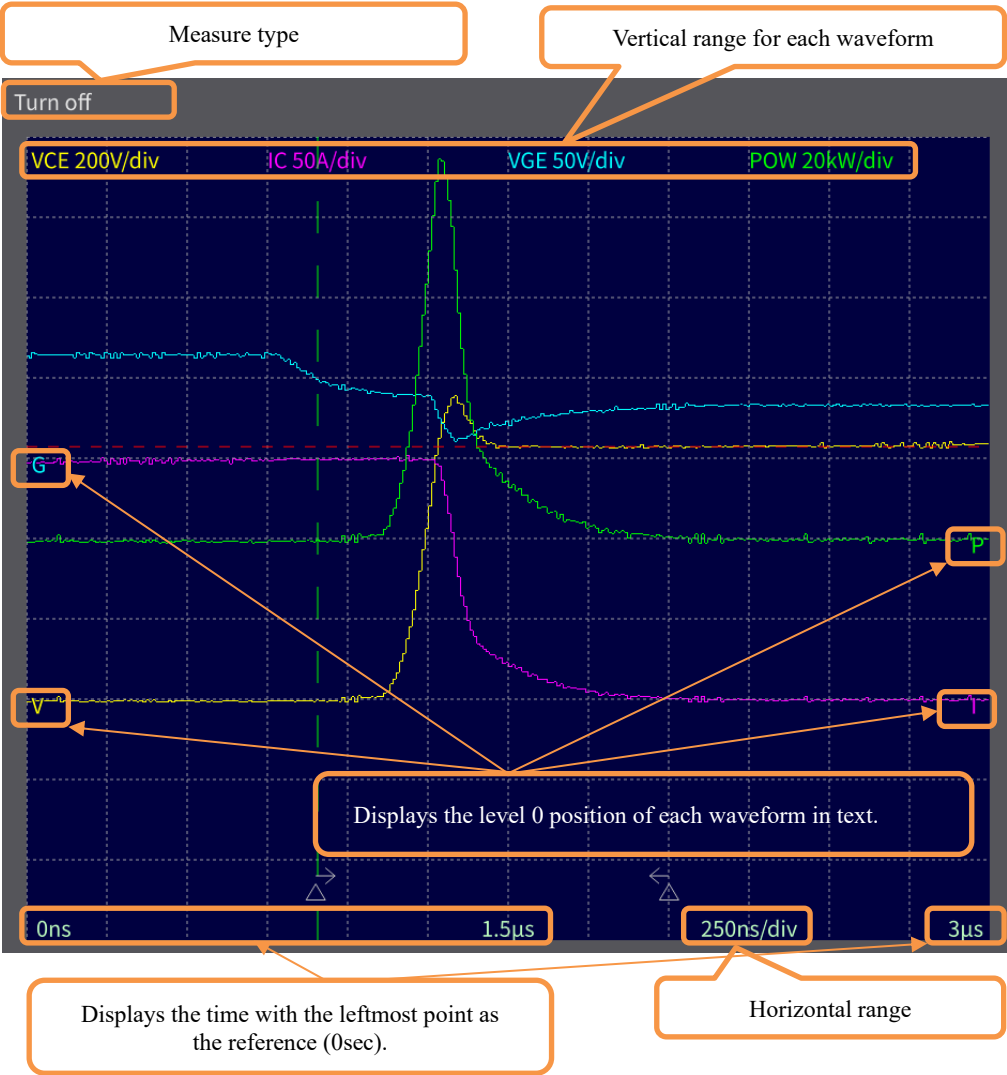 Measure type
Vertical range for each waveform
Turn off
VCE 200V/div IC 50A/div VGE 50V/div POW 20kW/div
G
P
V
I
Displays the level 0 position of each waveform in text.
0ns 1.5µs 250ns/div 3µs
Displays the time with the leftmost point as
the reference (0sec).
Horizontal range